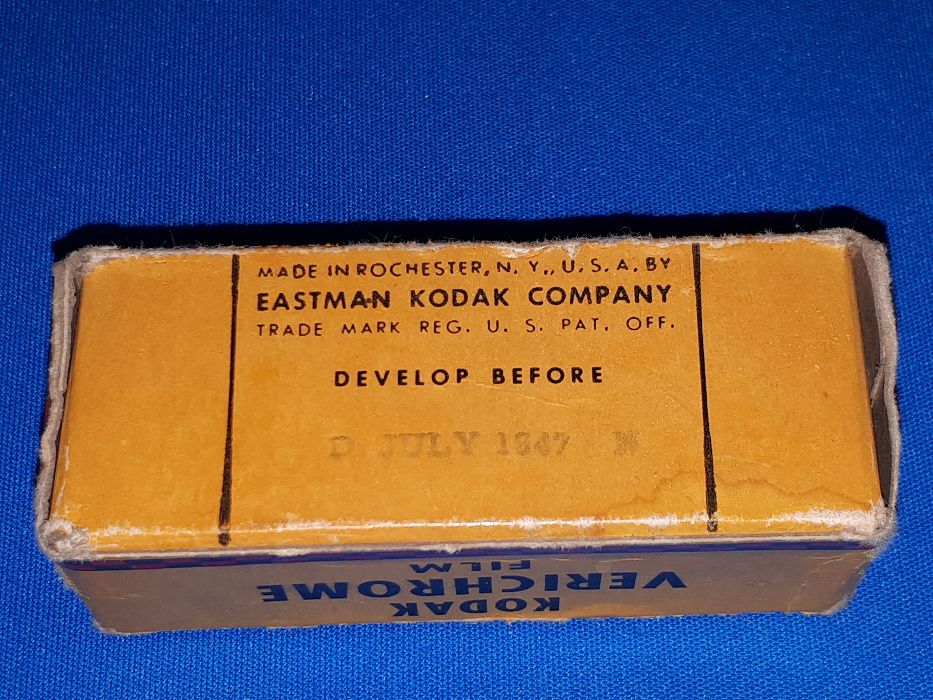 MADE IN ROCHESTER, N. Y., U. S. A. BY
EASTMAN KODAK COMPANY
TRADE MARK REG. U. S. PAT. OFF.
DEVELOP BEFORE
D JULY 1947 N
KODAK
VERICHROME
FILM